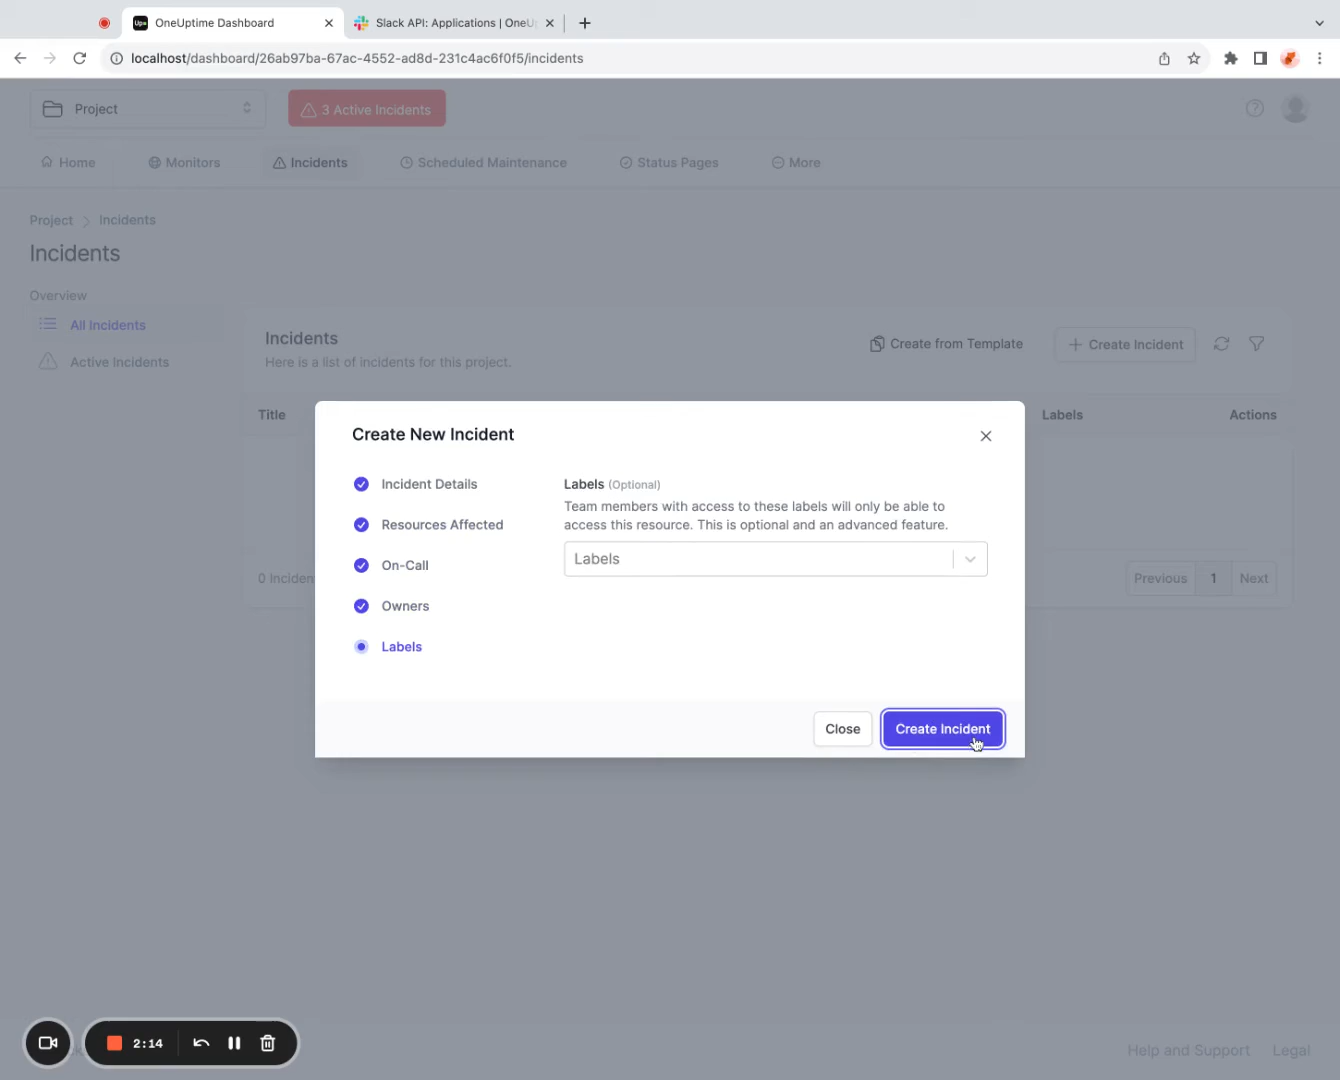 OneUptime Dashboard
Slack API: Applications | OneUp
localhost/dashboard/26ab97ba-67ac-4552-ad8d-231c4ac6f0f5/incidents
Project
3 Active Incidents
Home
Monitors
Incidents
Scheduled Maintenance
Status Pages
More
Project
Incidents
Incidents
Overview
All Incidents
Active Incidents
Incidents
Here is a list of incidents for this project.
Create from Template
Create Incident
Title
Labels
Actions
0 Inciden
Previous
1
Next
Create New Incident
Incident Details
Resources Affected
On-Call
Owners
Labels
Labels (Optional)
Team members with access to these labels will only be able to
access this resource. This is optional and an advanced feature.
Labels
Close
Create Incident
2:14
Help and Support
Legal